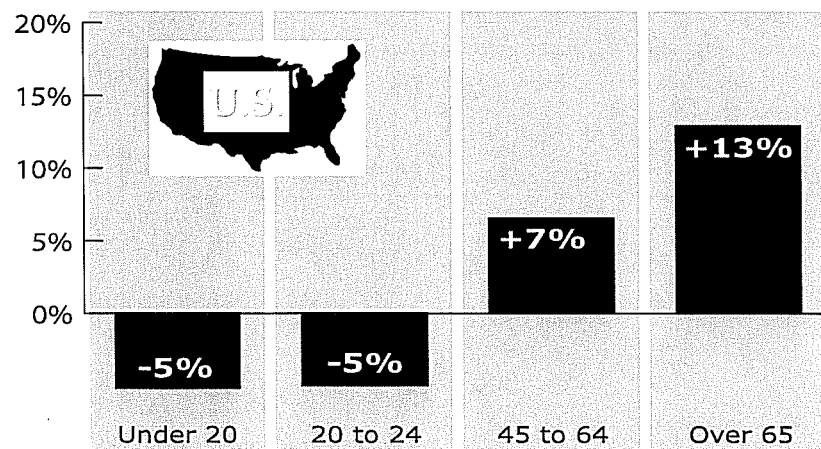 20%
U.S.
15%
+13%
10%
+7%
5%
0%
-5%
-5%
Under 20
20 to 24
45 to 64
Over 65